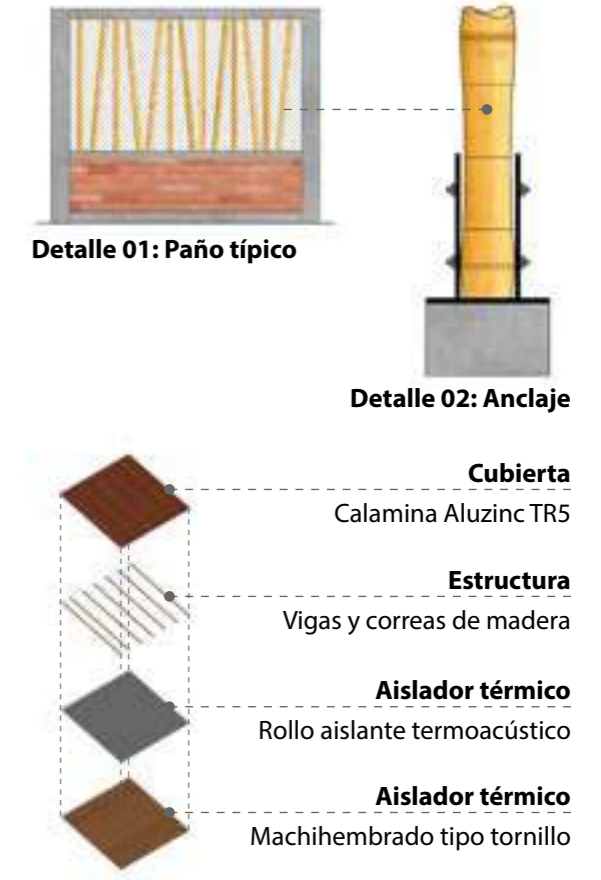 Detalle 01: Paño típico
Detalle 02: Anclaje
Cubierta
Calamina Aluzinc TR5
Estructura
Vigas y correas de madera
Aislador térmico
Rollo aislante termoacústico
Aislador térmico
Machihembrado tipo tornillo